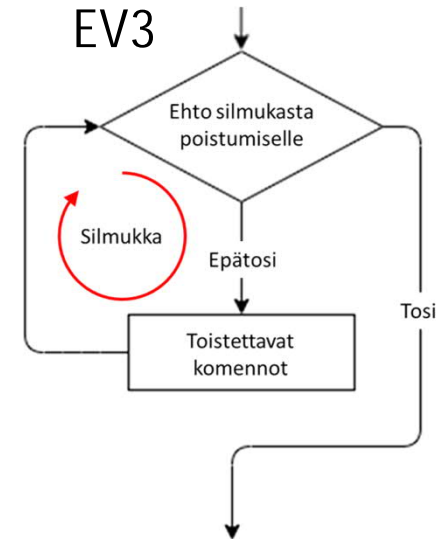 EV3
Ehto silmukasta
poistumiselle
Silmukka
Epätosi
Tosi
Toistettavat
komennot